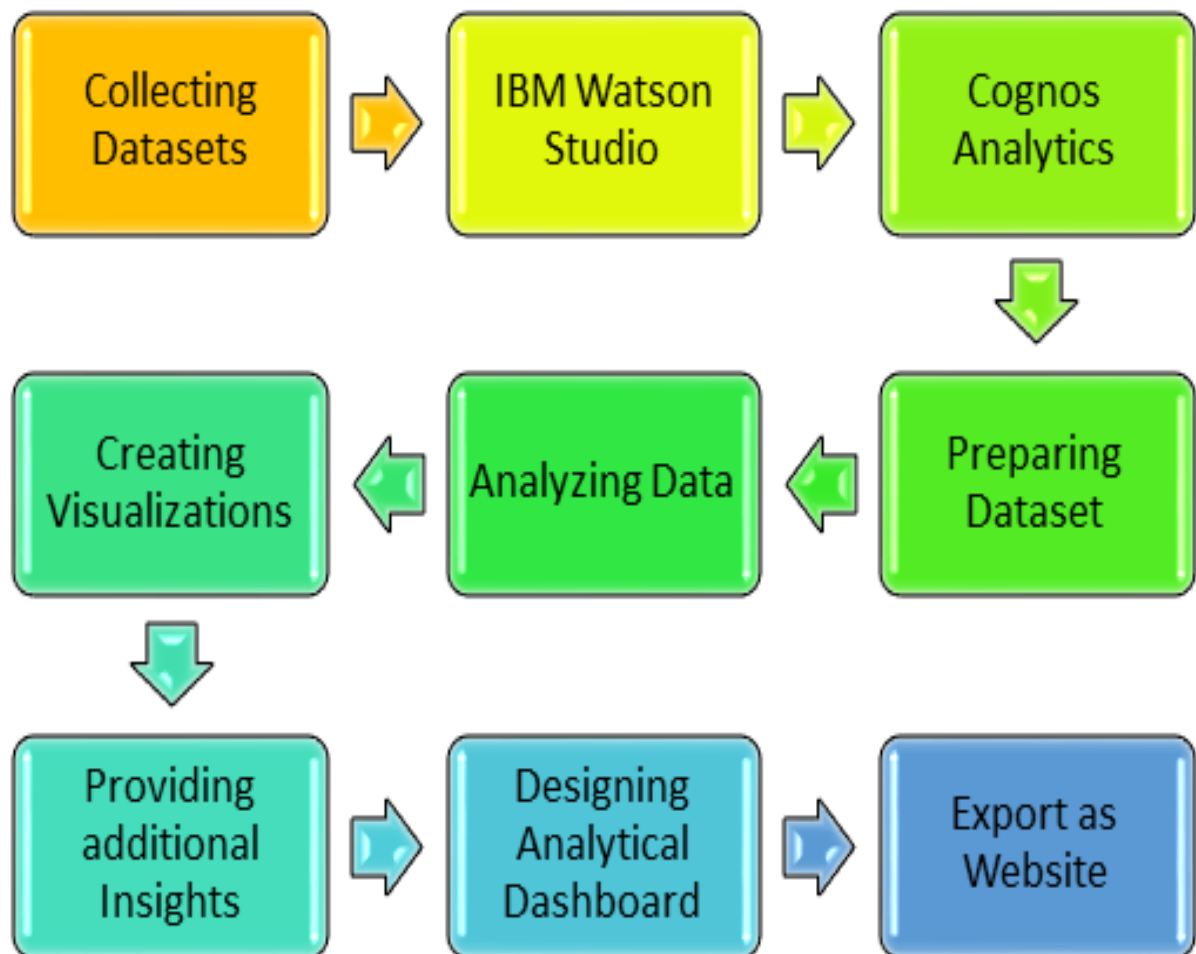 Collecting
Datasets
IBM Watson
Studio
Cognos
Analytics
Preparing
Dataset
Analyzing Data
Creating
Visualizations
Providing
additional
Insights
Designing
Analytical
Dashboard
Export as
Website